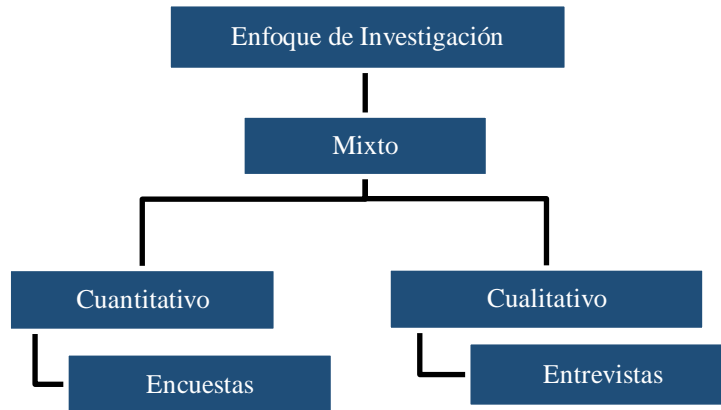 Enfoque de Investigación
Mixto
Cuantitativo
Cualitativo
Encuestas
Entrevistas